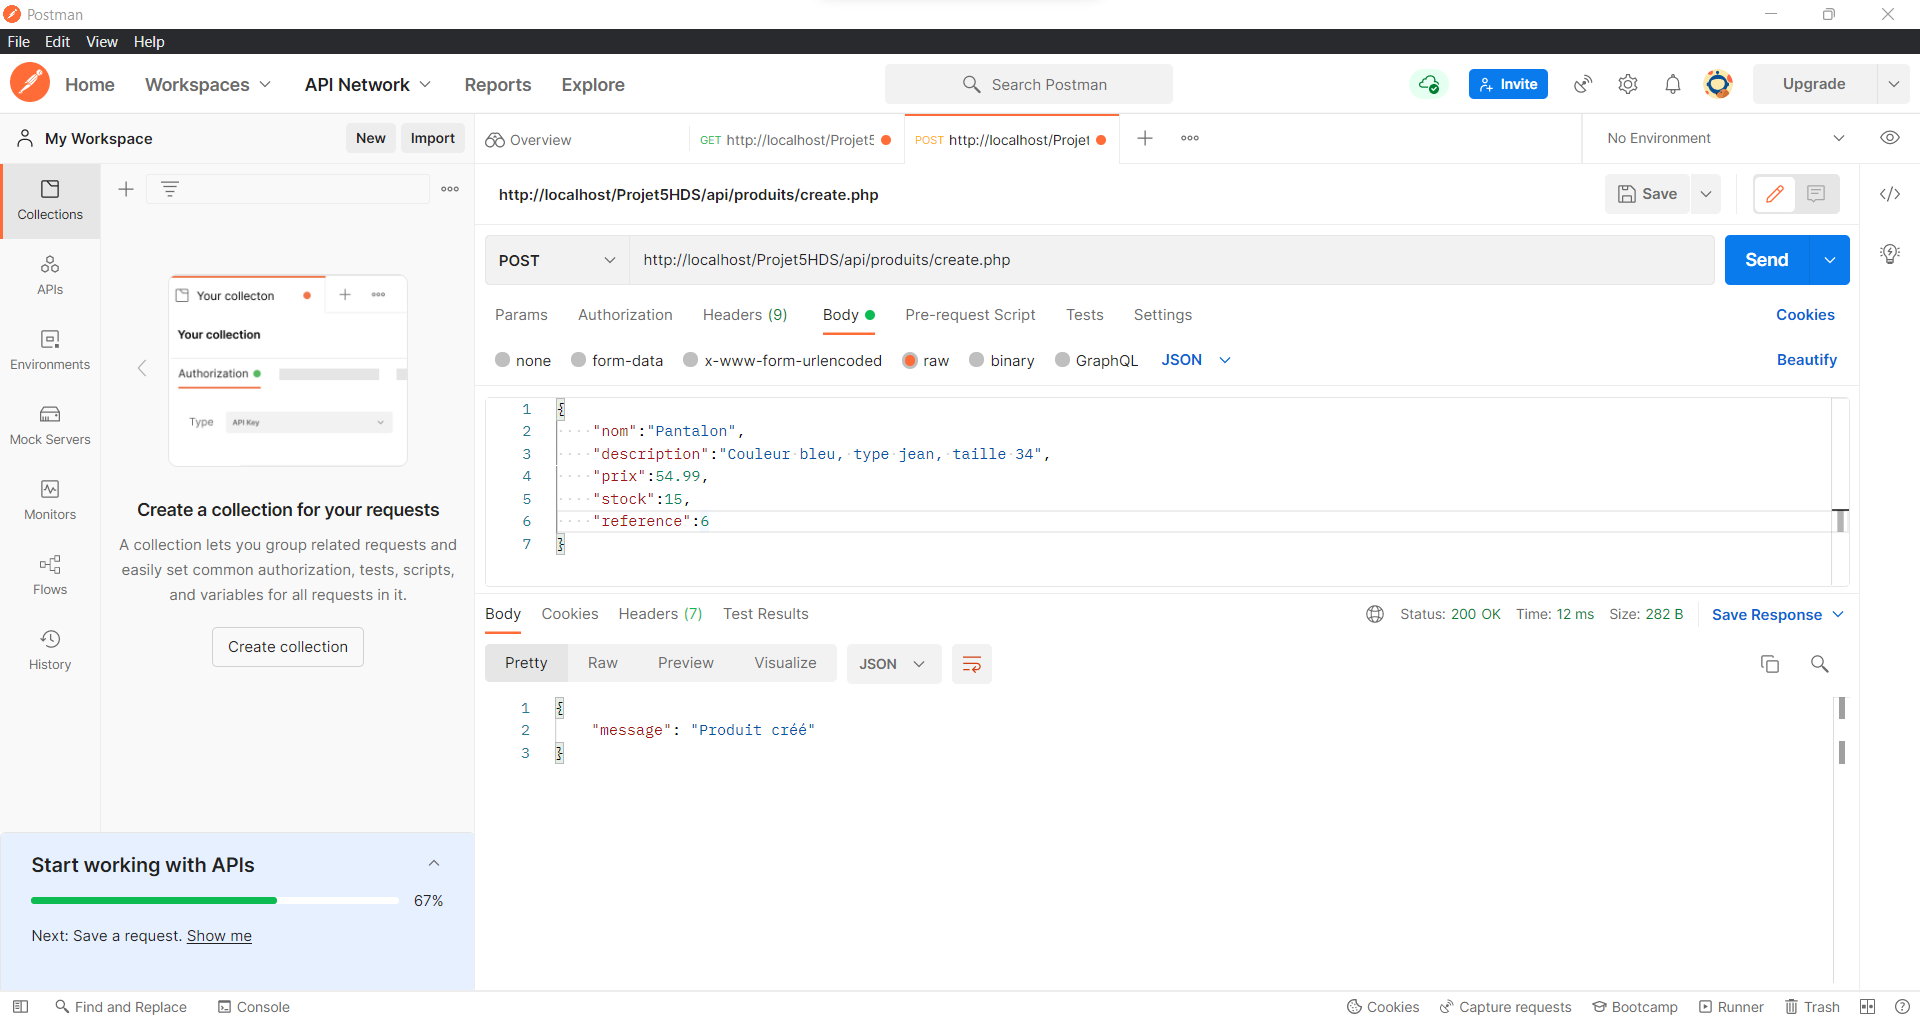 Postman
File Edit View Help
Home Workspaces API Network Reports Explore Search Postman Invite Upgrade
My Workspace New Import Overview GET http://localhost/Projet5 POST http://localhost/Projet No Environment
Collections
APIs
Environments
Mock Servers
Monitors
Flows
History
Your collecton
Your collection
Authorization
Type API Key
Create a collection for your requests
A collection lets you group related requests and
easily set common authorization, tests, scripts,
and variables for all requests in it.
Create collection
Start working with APIs
67%
Next: Save a request. Show me
http://localhost/Projet5HDS/api/produits/create.php Save
POST http://localhost/Projet5HDS/api/produits/create.php Send
Params Authorization Headers (9) Body Pre-request Script Tests Settings Cookies
none form-data x-www-form-urlencoded raw binary GraphQL JSON Beautify
1 {
2 "nom":"Pantalon",
3 "description":"Couleur bleu, type jean, taille 34",
4 "prix":54.99,
5 "stock":15,
6 "reference":6
7 }
Body Cookies Headers (7) Test Results Status: 200 OK Time: 12 ms Size: 282 B Save Response
Pretty Raw Preview Visualize JSON
1 {
2 "message": "Produit créé"
3 }
Find and Replace Console Cookies Capture requests Bootcamp Runner Trash